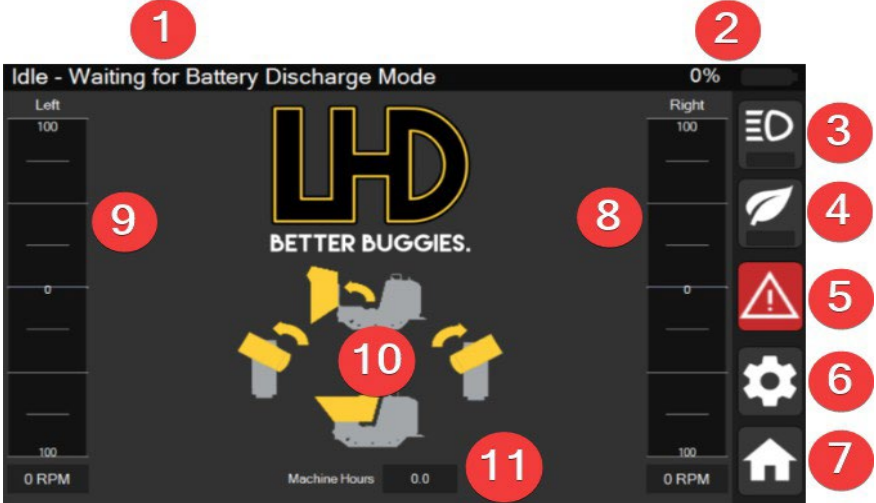 1
2
Idle - Waiting for Battery Discharge Mode
0%
Left
Right
100
100
LHD
3
BETTER BUGGIES.
4
9
8
0
0
5
10
6
100
100
11
7
0 RPM
Machine Hours
0.0
0 RPM